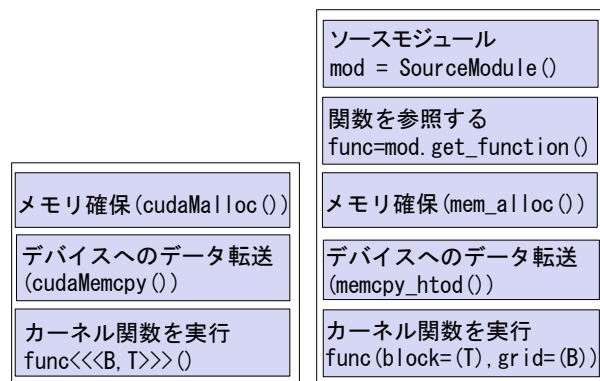 メモリ確保(cudaMalloc())
デバイスへのデータ転送
(cudaMemcpy())
カーネル関数を実行
func<<<B,T>>>()
ソースモジュール
mod = SourceModule()
関数を参照する
func=mod.get_function()
メモリ確保(mem_alloc())
デバイスへのデータ転送
(memcpy_htod())
カーネル関数を実行
func(block=(T),grid=(B))